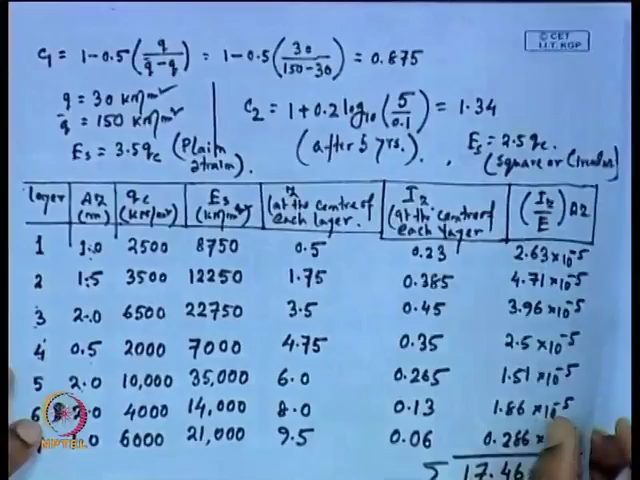 © CET
I.I.T. KGP
C1 = 1-0.5 (q / q̄-q) = 1-0.5 (30 / 150-30) = 0.875
q = 30 kN/m²
q̄ = 150 kN/m²
C2 = 1+0.2 log10 (5 / 0.1) = 1.34
Es = 3.5qc (Plain strain).
(after 5 yrs.).
, Es = 2.5qc (Square or Circular)
layer | Δz (m) | qc (kN/m²) | Es (kN/m²) | z (at the centre of each layer. | Iz (at the centre of each layer | (Iz/E) Δz
1 1.0 2500 8750 0.5 0.23 2.63×10⁻⁵
2 1.5 3500 12250 1.75 0.385 4.71×10⁻⁵
3 2.0 6500 22750 3.5 0.45 3.96×10⁻⁵
4 0.5 2000 7000 4.75 0.35 2.5×10⁻⁵
5 2.0 10,000 35,000 6.0 0.265 1.51×10⁻⁵
6 2.0 4000 14,000 8.0 0.13 1.86×10⁻⁵
.0 6000 21,000 9.5 0.06 0.286×
Σ 17.46
NPTEL